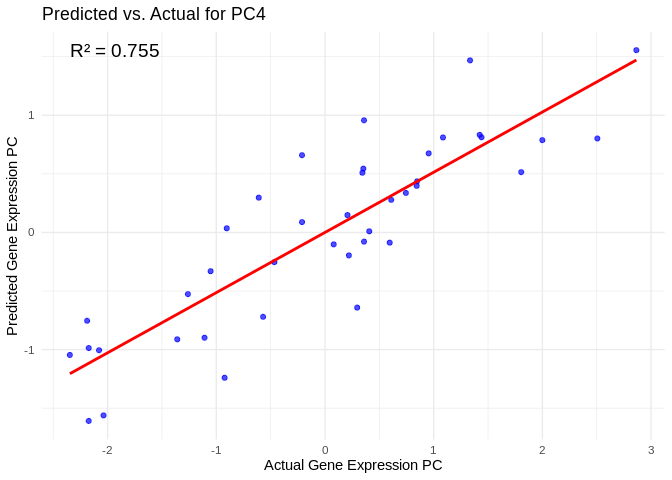 Predicted vs. Actual for PC4
R² = 0.755
1
0
-1
Predicted Gene Expression PC
-2
-1
0
1
2
3
Actual Gene Expression PC